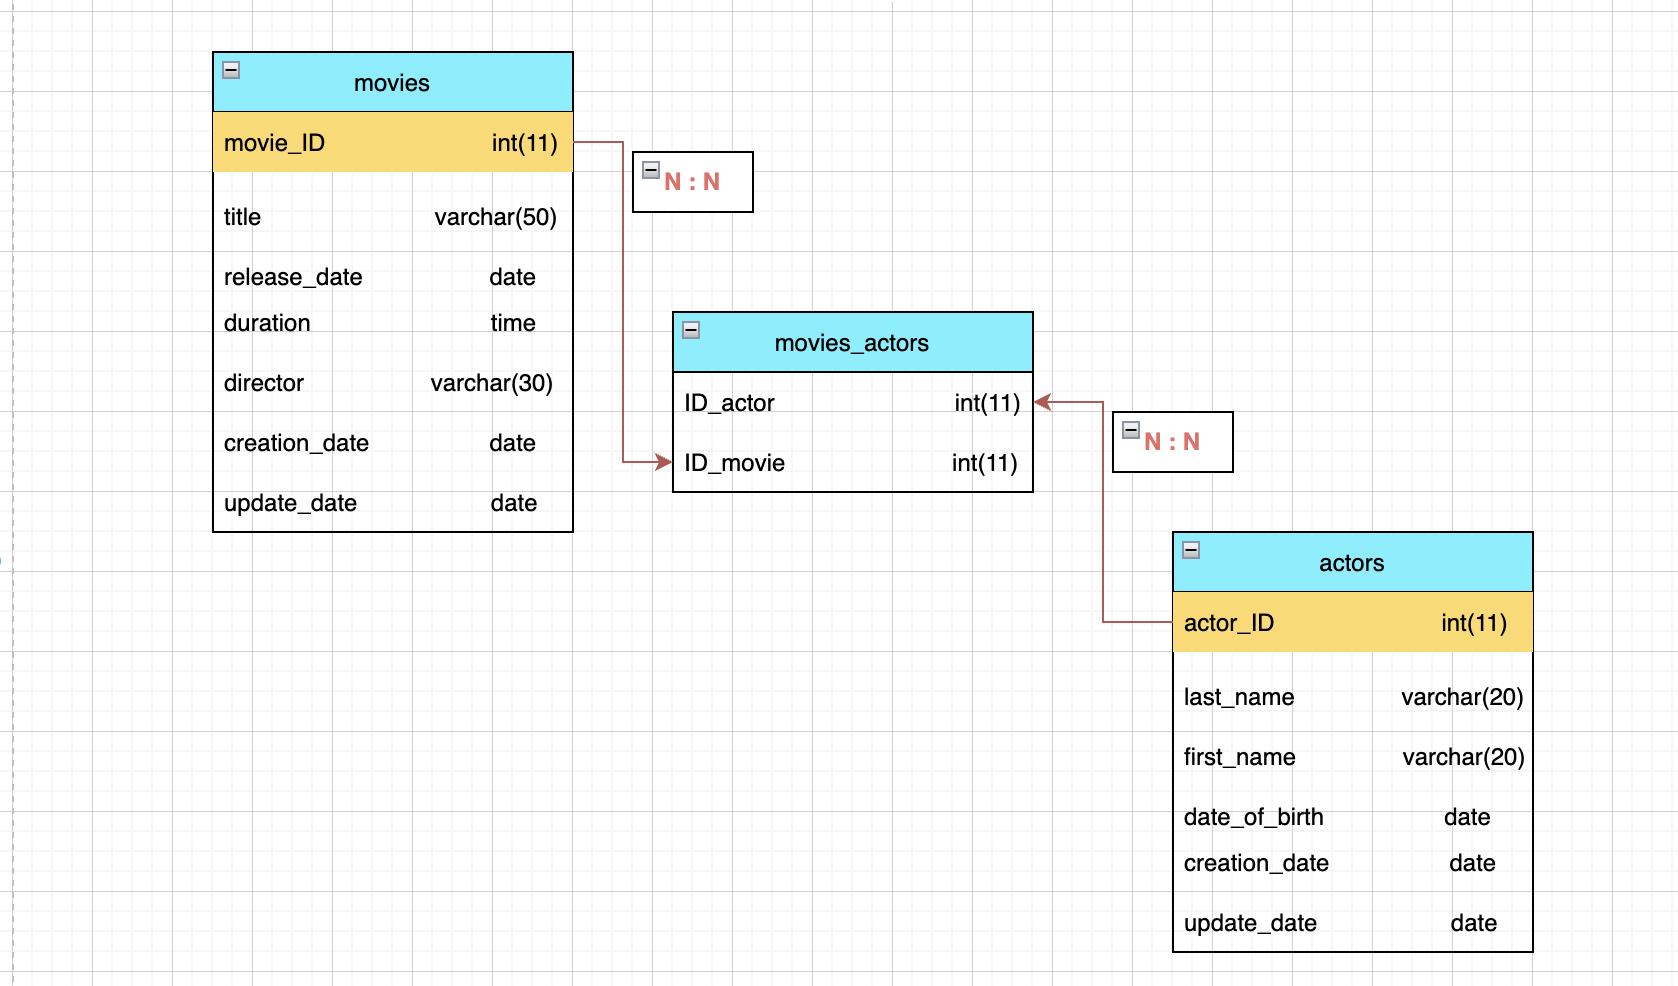 movies
movie_ID int(11)
title varchar(50)
release_date date
duration time
director varchar(30)
creation_date date
update_date date
N : N
movies_actors
ID_actor int(11)
ID_movie int(11)
N : N
actors
actor_ID int(11)
last_name varchar(20)
first_name varchar(20)
date_of_birth date
creation_date date
update_date date